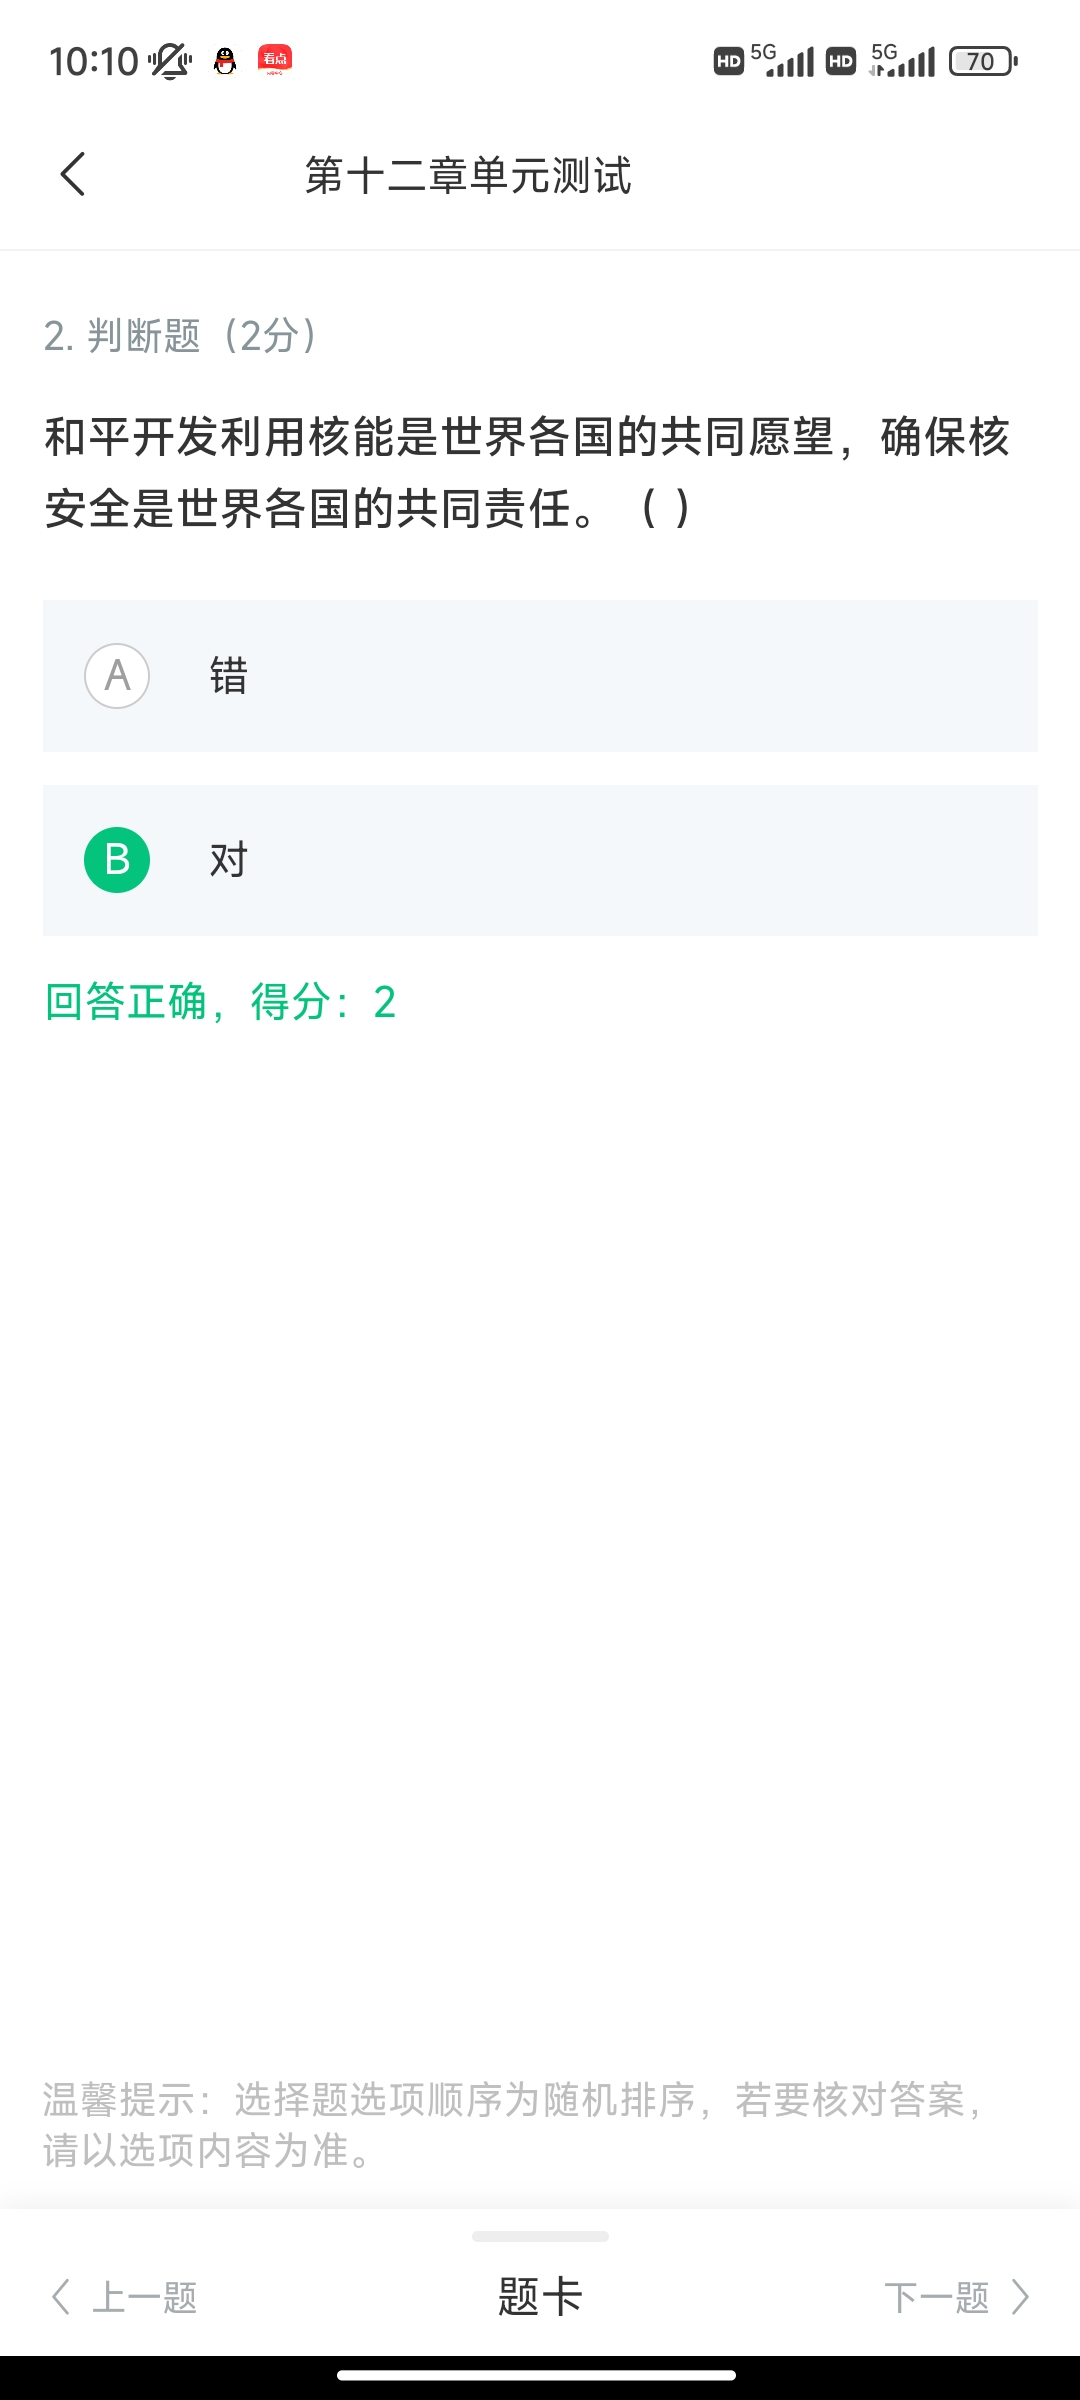 10:10 看点 HD 5G HD 5G 70
第十二章单元测试
2. 判断题（2分）
和平开发利用核能是世界各国的共同愿望，确保核
安全是世界各国的共同责任。（ ）
A 错
B 对
回答正确，得分：2
温馨提示：选择题选项顺序为随机排序，若要核对答案，
请以选项内容为准。
上一题 题卡 下一题